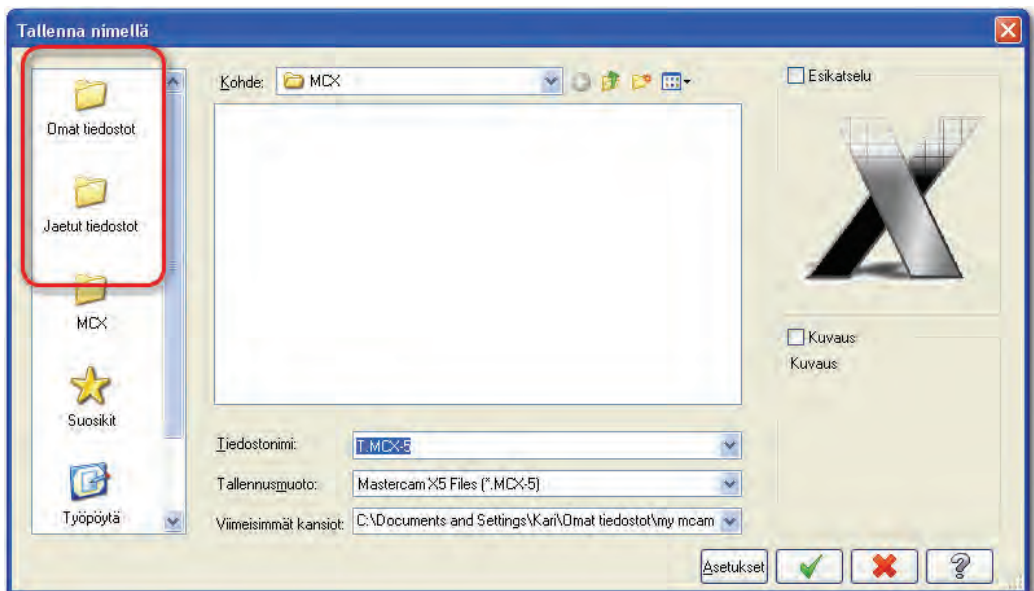 Tallenna nimellä
Omat tiedostot
Jaetut tiedostot
MCX
Suosikit
Työpöytä
Kohde: MCX
Tiedostonimi: T.MCX-5
Tallennusmuoto: Mastercam X5 Files (*.MCX-5)
Viimeisimmät kansiot: C:\Documents and Settings\Kari\Omat tiedostot\my mcam
Esikatselu
Kuvaus
Kuvaus
Asetukset